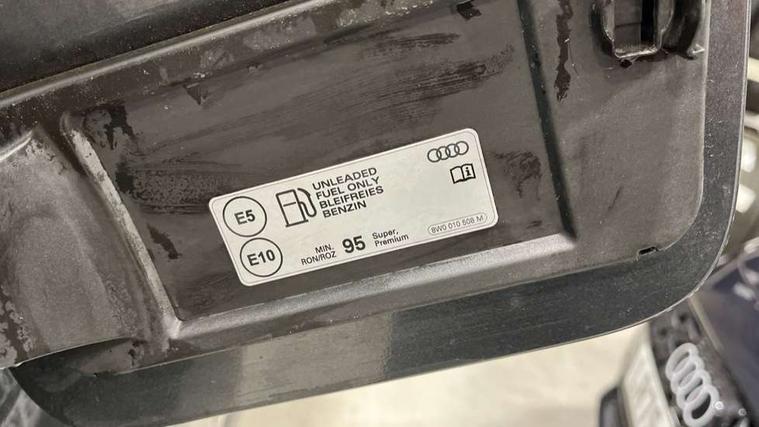 E5
E10
UNLEADED
FUEL ONLY
BLEIFREIES
BENZIN
MIN.
RON/ROZ
95
Super,
Premium
8W0 010 508 M